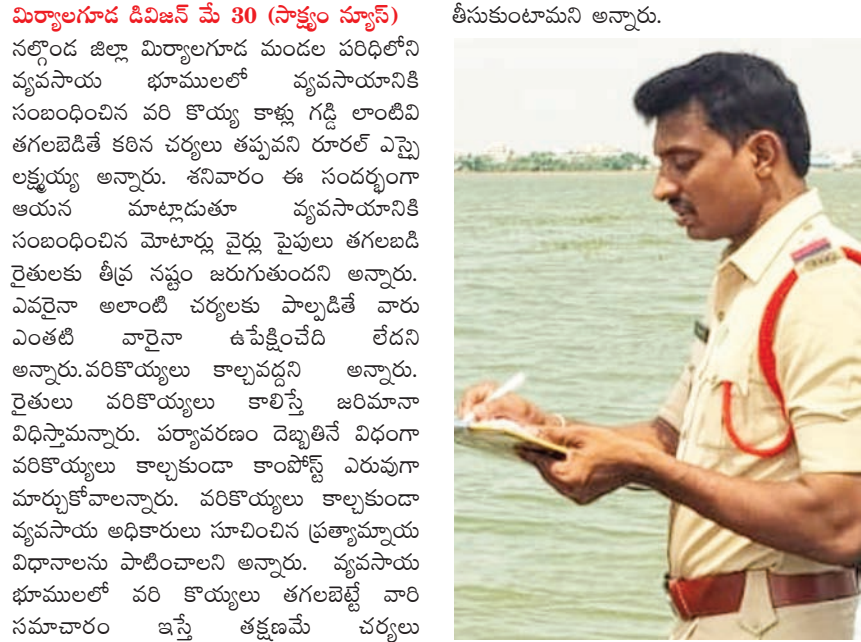 మిర్యాలగూడ డివిజన్ మే 30 (సాక్ష్యం న్యూస్)
నల్గొండ జిల్లా మిర్యాలగూడ మండల పరిధిలోని
వ్యవసాయ భూములలో వ్యవసాయానికి
సంబంధించిన వరి కొయ్య కాళ్లు గడ్డి లాంటివి
తగలబెడితే కఠిన చర్యలు తప్పవని రూరల్ ఎస్సై
లక్ష్మయ్య అన్నారు. శనివారం ఈ సందర్భంగా
ఆయన మాట్లాడుతూ వ్యవసాయానికి
సంబంధించిన మోటార్లు వైర్లు పైపులు తగలబడి
రైతులకు తీవ్ర నష్టం జరుగుతుందని అన్నారు.
ఎవరైనా అలాంటి చర్యలకు పాల్పడితే వారు
ఎంతటి వారైనా ఉపేక్షించేది లేదని
అన్నారు.వరికొయ్యలు కాల్చవద్దని అన్నారు.
రైతులు వరికొయ్యలు కాలిస్తే జరిమానా
విధిస్తామన్నారు. పర్యావరణం దెబ్బతినే విధంగా
వరికొయ్యలు కాల్చకుండా కాంపోస్ట్ ఎరువుగా
మార్చుకోవాలన్నారు. వరికొయ్యలు కాల్చకుండా
వ్యవసాయ అధికారులు సూచించిన ప్రత్యామ్నాయ
విధానాలను పాటించాలని అన్నారు. వ్యవసాయ
భూములలో వరి కొయ్యలు తగలబెట్టే వారి
సమాచారం ఇస్తే తక్షణమే చర్యలు
తీసుకుంటామని అన్నారు.